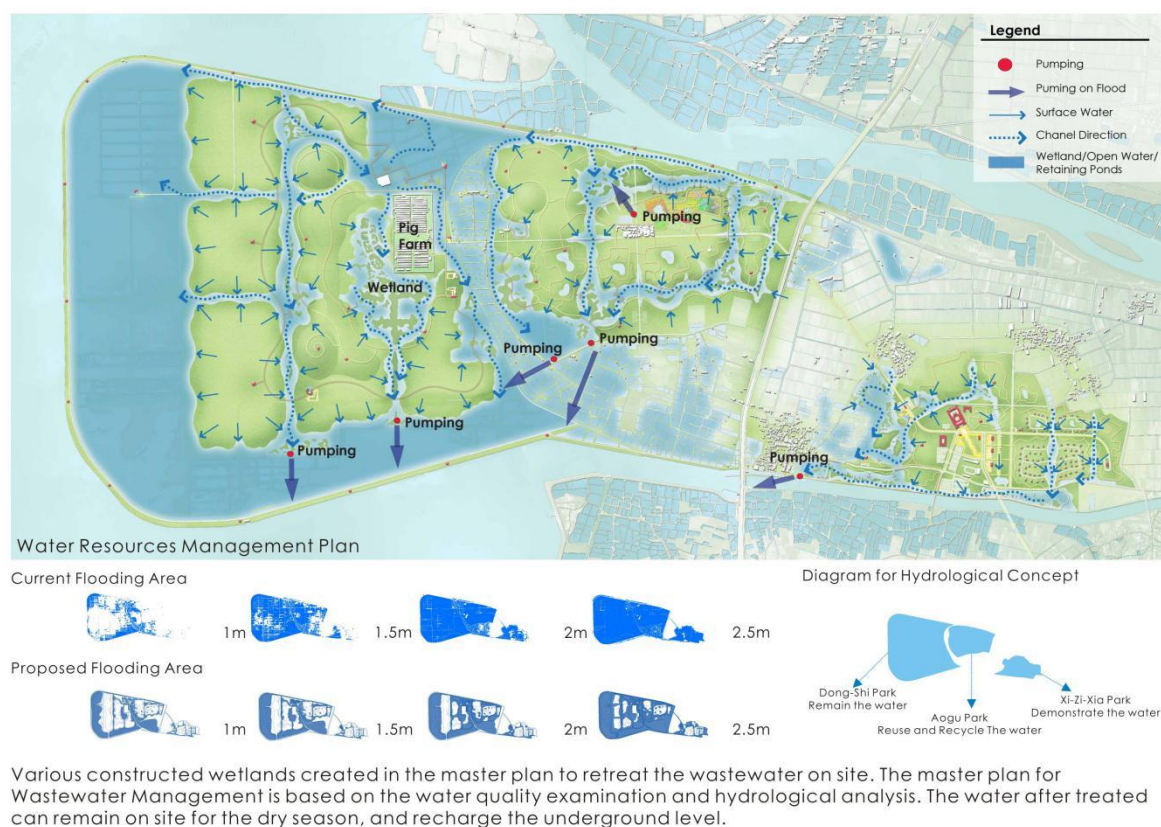 Legend
Pumping
Puming on Flood
Surface Water
Chanel Direction
Wetland/Open Water/
Retaining Ponds
Pumping
Pig
Farm
Wetland
Pumping
Pumping
Pumping
Pumping
Pumping
Water Resources Management Plan
Current Flooding Area
1m
1.5m
2m
2.5m
Proposed Flooding Area
1m
1.5m
2m
2.5m
Diagram for Hydrological Concept
Dong-Shi Park
Remain the water
Aogu Park
Reuse and Recycle The water
Xi-Zi-Xia Park
Demonstrate the water
Various constructed wetlands created in the master plan to retreat the wastewater on site. The master plan for
Wastewater Management is based on the water quality examination and hydrological analysis. The water after treated
can remain on site for the dry season, and recharge the underground level.